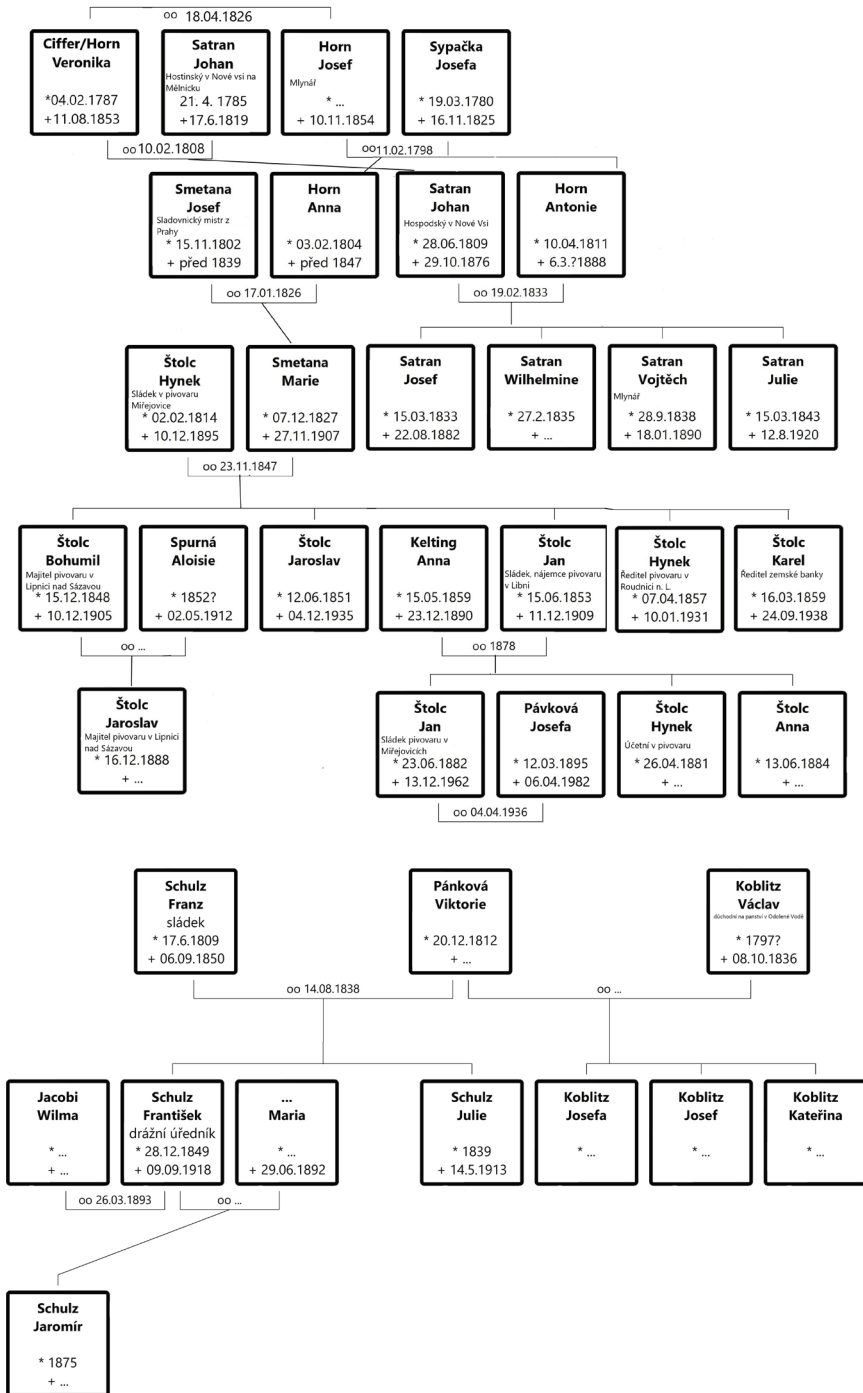 oo 18.04.1826
Ciffer/Horn
Veronika
*04.02.1787
+11.08.1853
Satran
Johan
Hostinský v Nové vsi na
Mělnicku
21. 4. 1785
+17.6.1819
Horn
Josef
Mlynář
* ...
+ 10.11.1854
Sypačka
Josefa
* 19.03.1780
+ 16.11.1825
oo10.02.1808
oo11.02.1798
Smetana
Josef
Sladovnický mistr z
Prahy
* 15.11.1802
+ před 1839
Horn
Anna
* 03.02.1804
+ před 1847
Satran
Johan
Hospodský v Nové Vsi
* 28.06.1809
+ 29.10.1876
Horn
Antonie
* 10.04.1811
+ 6.3.?1888
oo 17.01.1826
oo 19.02.1833
Štolc
Hynek
Sládek v pivovaru
Miřejovice
* 02.02.1814
+ 10.12.1895
Smetana
Marie
* 07.12.1827
+ 27.11.1907
Satran
Josef
* 15.03.1833
+ 22.08.1882
Satran
Wilhelmine
* 27.2.1835
+ ...
Satran
Vojtěch
Mlynář
* 28.9.1838
+ 18.01.1890
Satran
Julie
* 15.03.1843
+ 12.8.1920
oo 23.11.1847
Štolc
Bohumil
Majitel pivovaru v
Lipnici nad Sázavou
* 15.12.1848
+ 10.12.1905
Spurná
Aloisie
* 1852?
+ 02.05.1912
Štolc
Jaroslav
* 12.06.1851
+ 04.12.1935
Kelting
Anna
* 15.05.1859
+ 23.12.1890
Štolc
Jan
Sládek, nájemce pivovaru
v Libni
* 15.06.1853
+ 11.12.1909
Štolc
Hynek
Ředitel pivovaru v
Roudnici n. L.
* 07.04.1857
+ 10.01.1931
Štolc
Karel
Ředitel zemské banky
* 16.03.1859
+ 24.09.1938
oo ...
oo 1878
Štolc
Jaroslav
Majitel pivovaru v Lipnici
nad Sázavou
* 16.12.1888
+ ...
Štolc
Jan
Sládek pivovaru v
Miřejovicích
* 23.06.1882
+ 13.12.1962
Pávková
Josefa
* 12.03.1895
+ 06.04.1982
Štolc
Hynek
Účetní v pivovaru
* 26.04.1881
+ ...
Štolc
Anna
* 13.06.1884
+ ...
oo 04.04.1936
Schulz
Franz
sládek
* 17.6.1809
+ 06.09.1850
Pánková
Viktorie
* 20.12.1812
+ ...
Koblitz
Václav
důchodní na panství v Odolené Vodě
* 1797?
+ 08.10.1836
oo 14.08.1838
oo ...
Jacobi
Wilma
* ...
+ ...
Schulz
František
drážní úředník
* 28.12.1849
+ 09.09.1918
...
Maria
* ...
+ 29.06.1892
Schulz
Julie
* 1839
+ 14.5.1913
Koblitz
Josefa
* ...
Koblitz
Josef
* ...
Koblitz
Kateřina
* ...
oo 26.03.1893
oo ...
Schulz
Jaromír
* 1875
+ ...